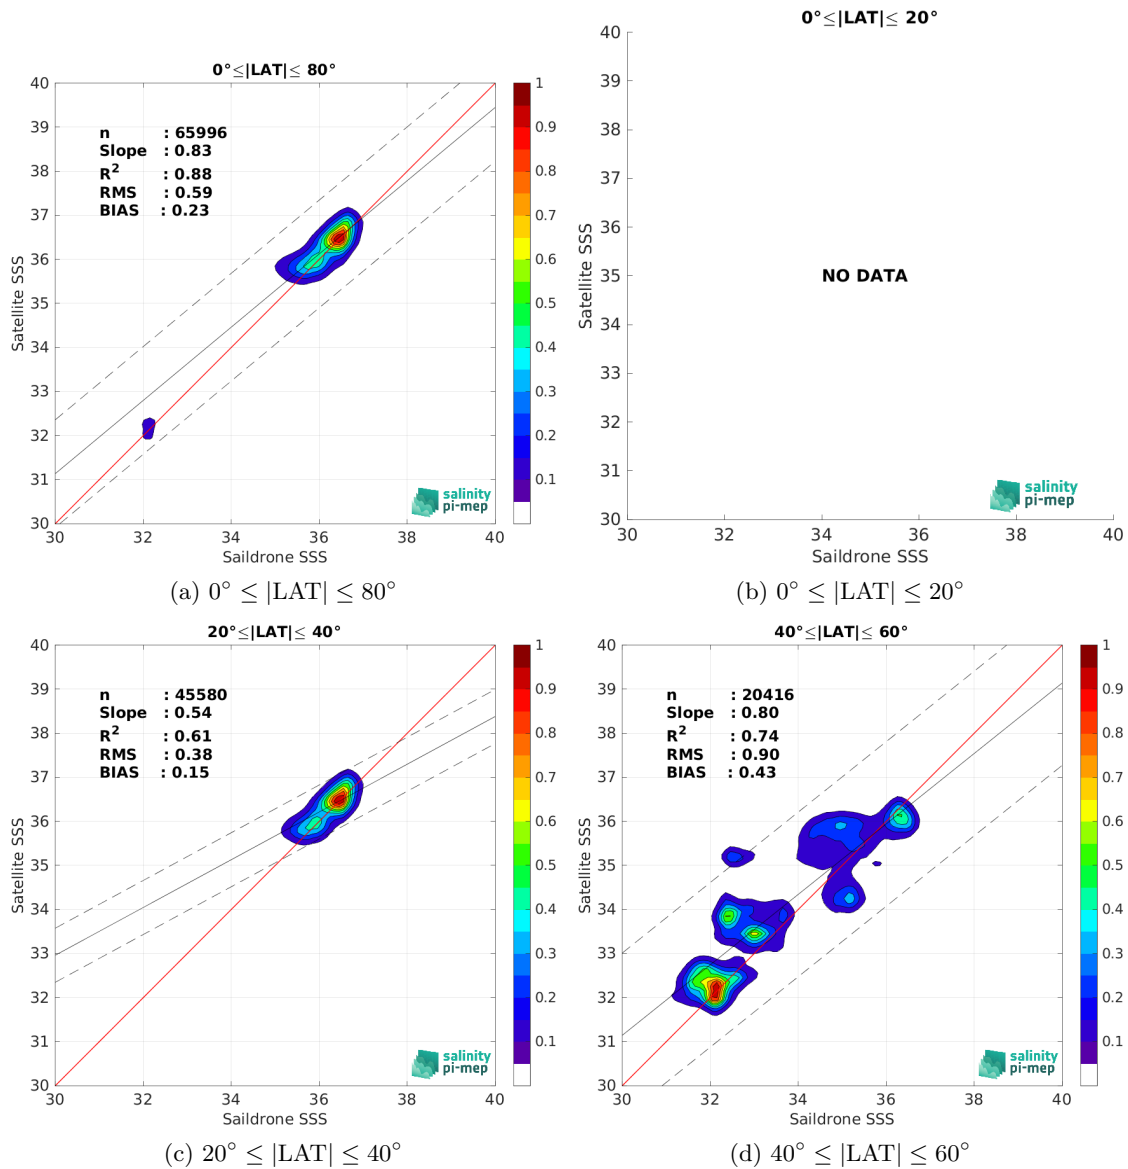 0°≤|LAT|≤ 80°
n : 65996
Slope : 0.83
R² : 0.88
RMS : 0.59
BIAS : 0.23
40
39
38
37
36
35
34
33
32
31
30
Satellite SSS
30 32 34 36 38 40
Saildrone SSS
1
0.9
0.8
0.7
0.6
0.5
0.4
0.3
0.2
0.1
salinity
pi-mep
(a) 0° ≤ |LAT| ≤ 80°
0°≤|LAT|≤ 20°
40
39
38
37
36
35
34
33
32
31
30
Satellite SSS
NO DATA
salinity
pi-mep
30 32 34 36 38 40
Saildrone SSS
(b) 0° ≤ |LAT| ≤ 20°
20°≤|LAT|≤ 40°
n : 45580
Slope : 0.54
R² : 0.61
RMS : 0.38
BIAS : 0.15
40
39
38
37
36
35
34
33
32
31
30
Satellite SSS
30 32 34 36 38 40
Saildrone SSS
1
0.9
0.8
0.7
0.6
0.5
0.4
0.3
0.2
0.1
salinity
pi-mep
(c) 20° ≤ |LAT| ≤ 40°
40°≤|LAT|≤ 60°
n : 20416
Slope : 0.80
R² : 0.74
RMS : 0.90
BIAS : 0.43
40
39
38
37
36
35
34
33
32
31
30
Satellite SSS
30 32 34 36 38 40
Saildrone SSS
1
0.9
0.8
0.7
0.6
0.5
0.4
0.3
0.2
0.1
salinity
pi-mep
(d) 40° ≤ |LAT| ≤ 60°